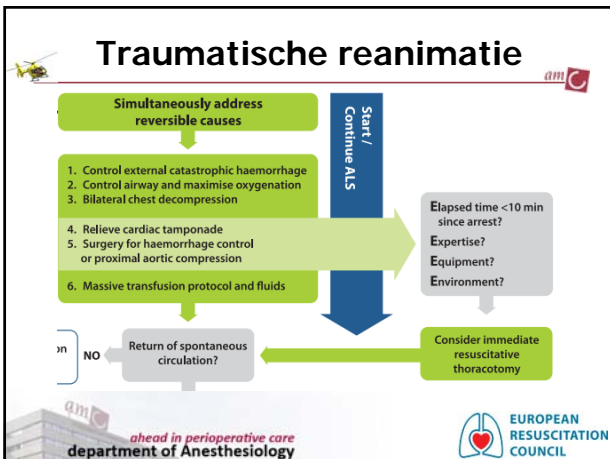 Traumatische reanimatie
amc
Simultaneously address
reversible causes
Start /
Continue ALS
1. Control external catastrophic haemorrhage
2. Control airway and maximise oxygenation
3. Bilateral chest decompression
4. Relieve cardiac tamponade
5. Surgery for haemorrhage control
or proximal aortic compression
6. Massive transfusion protocol and fluids
Elapsed time <10 min
since arrest?
Expertise?
Equipment?
Environment?
on
NO
Return of spontaneous
circulation?
Consider immediate
resuscitative
thoracotomy
amc
ahead in perioperative care
department of Anesthesiology
EUROPEAN
RESUSCITATION
COUNCIL